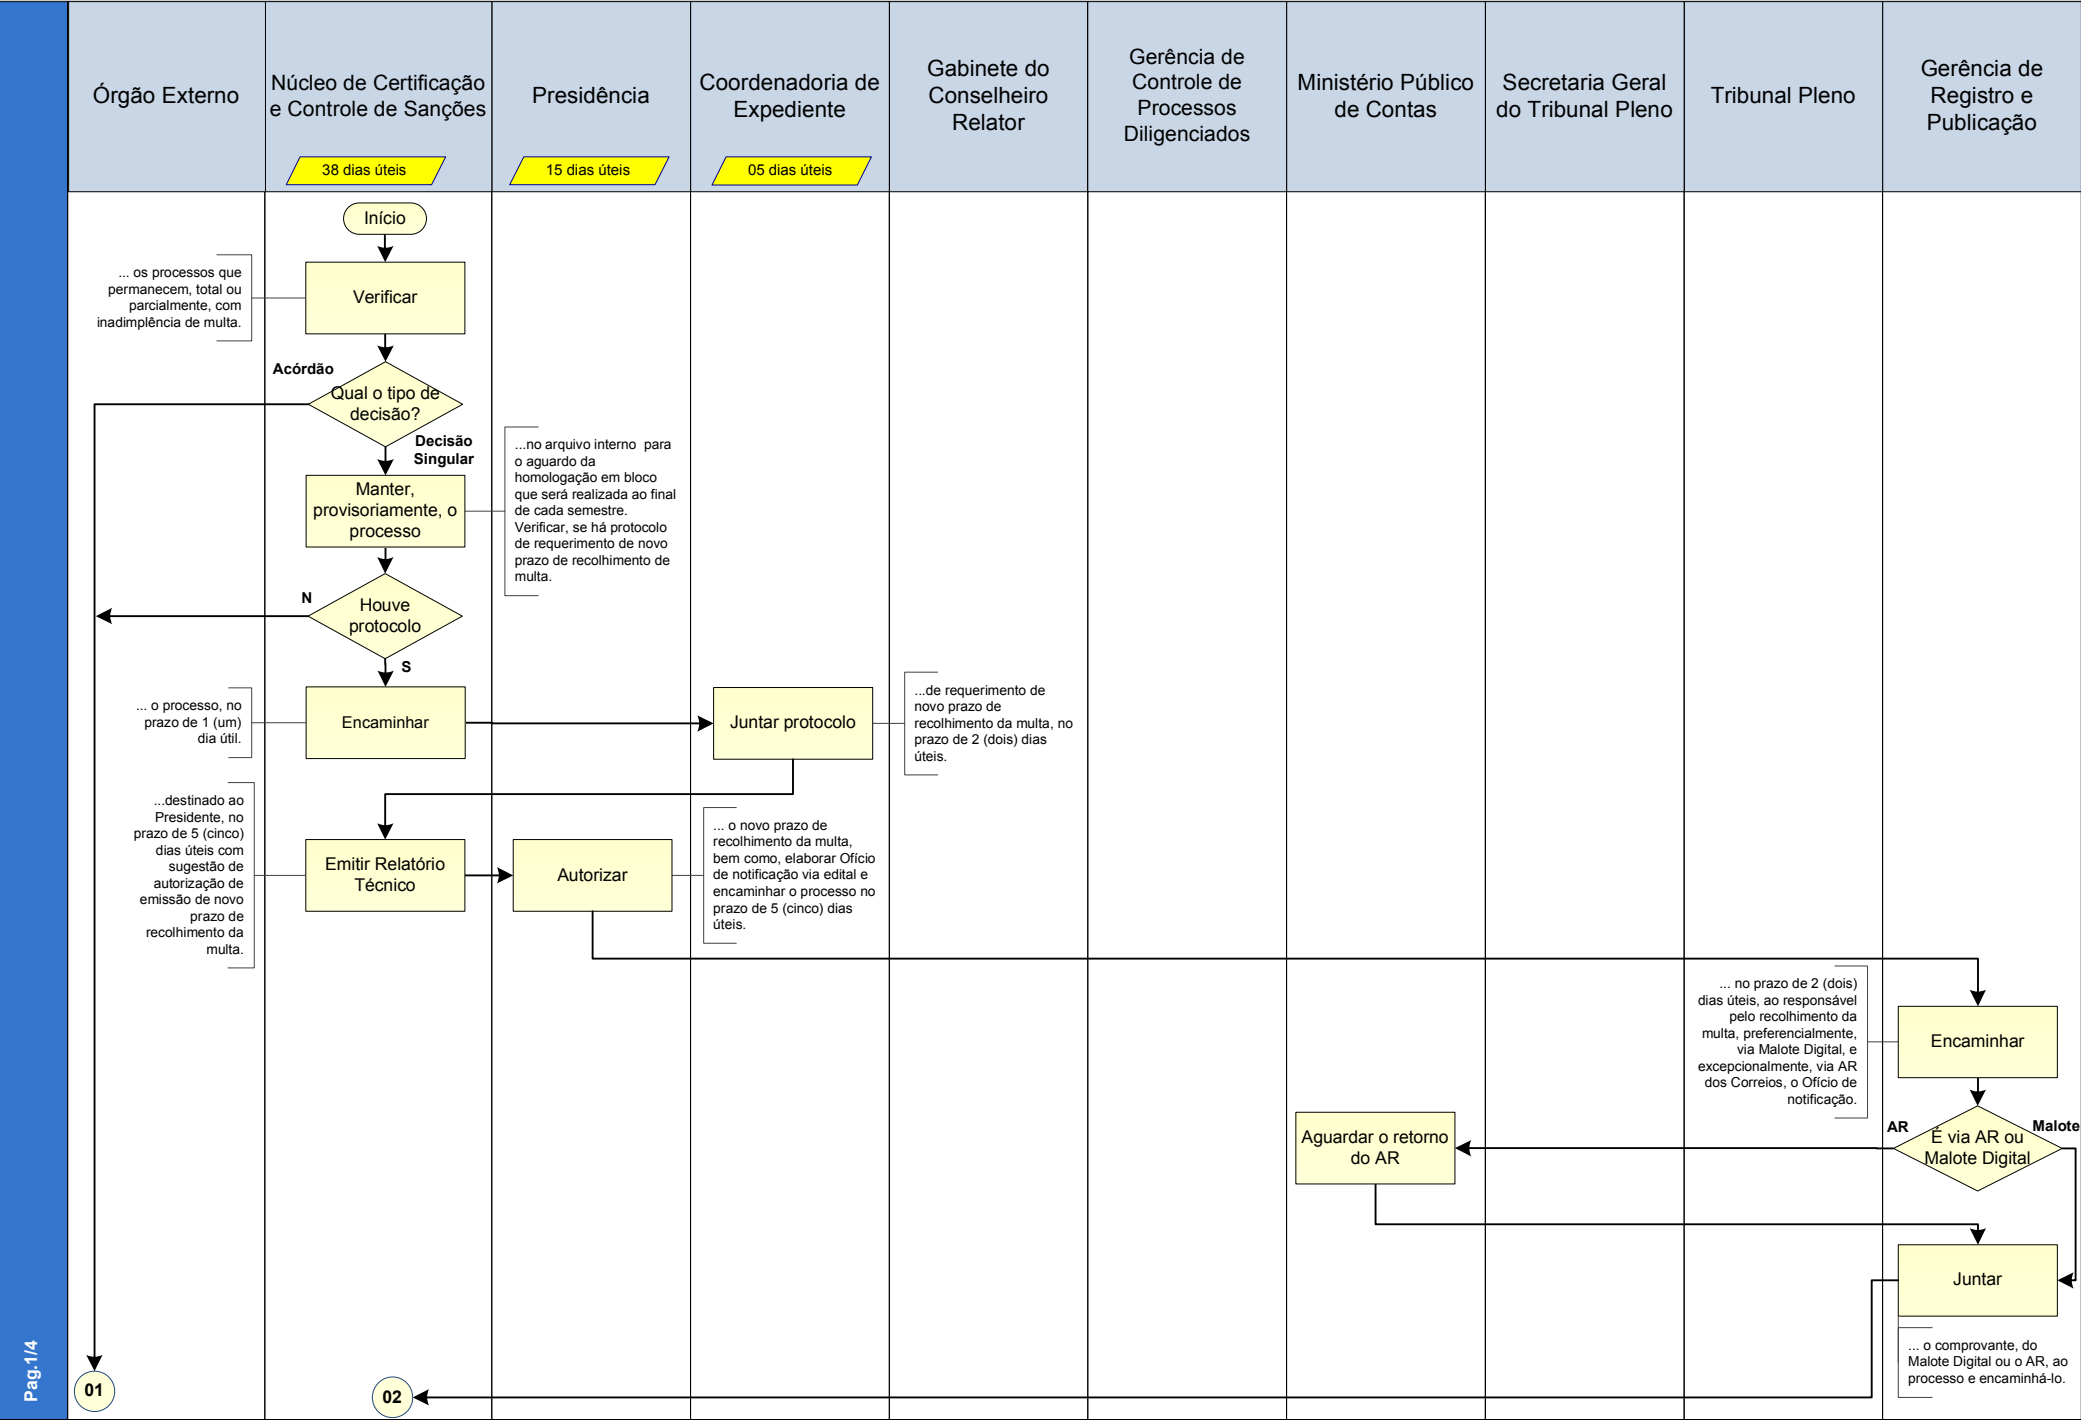 Órgão Externo
Núcleo de Certificação
e Controle de Sanções
38 dias úteis
Presidência
15 dias úteis
Coordenadoria de
Expediente
05 dias úteis
Gabinete do
Conselheiro
Relator
Gerência de
Controle de
Processos
Diligenciados
Ministério Público
de Contas
Secretaria Geral
do Tribunal Pleno
Tribunal Pleno
Gerência de
Registro e
Publicação
Início
... os processos que
permanecem, total ou
parcialmente, com
inadimplência de multa.
Verificar
Acórdão
Qual o tipo de
decisão?
Decisão
Singular
Manter,
provisoriamente, o
processo
...no arquivo interno para
o aguardo da
homologação em bloco
que será realizada ao final
de cada semestre.
Verificar, se há protocolo
de requerimento de novo
prazo de recolhimento de
multa.
N
Houve
protocolo
S
... o processo, no
prazo de 1 (um)
dia útil.
Encaminhar
Juntar protocolo
...de requerimento de
novo prazo de
recolhimento da multa, no
prazo de 2 (dois) dias
úteis.
...destinado ao
Presidente, no
prazo de 5 (cinco)
dias úteis com
sugestão de
autorização de
emissão de novo
prazo de
recolhimento da
multa.
Emitir Relatório
Técnico
Autorizar
... o novo prazo de
recolhimento da multa,
bem como, elaborar Ofício
de notificação via edital e
encaminhar o processo no
prazo de 5 (cinco) dias
úteis.
... no prazo de 2 (dois)
dias úteis, ao responsável
pelo recolhimento da
multa, preferencialmente,
via Malote Digital, e
excepcionalmente, via AR
dos Correios, o Ofício de
notificação.
Encaminhar
Aguardar o retorno
do AR
AR
É via AR ou
Malote Digital
Malote
Juntar
... o comprovante, do
Malote Digital ou o AR, ao
processo e encaminhá-lo.
01
02
Pag.1/4